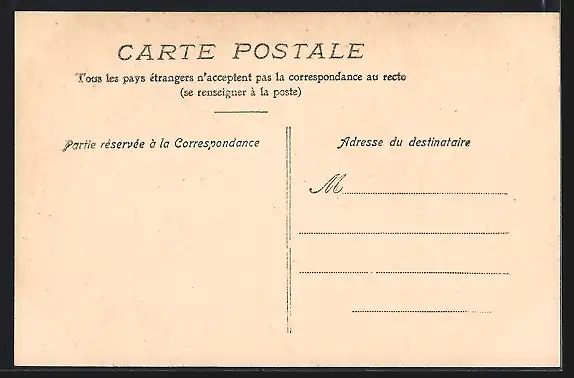 CARTE POSTALE
Tous les pays étrangers n'acceptent pas la correspondance au recto
(se renseigner à la poste)
Partie réservée à la Correspondance
Adresse du destinataire
M